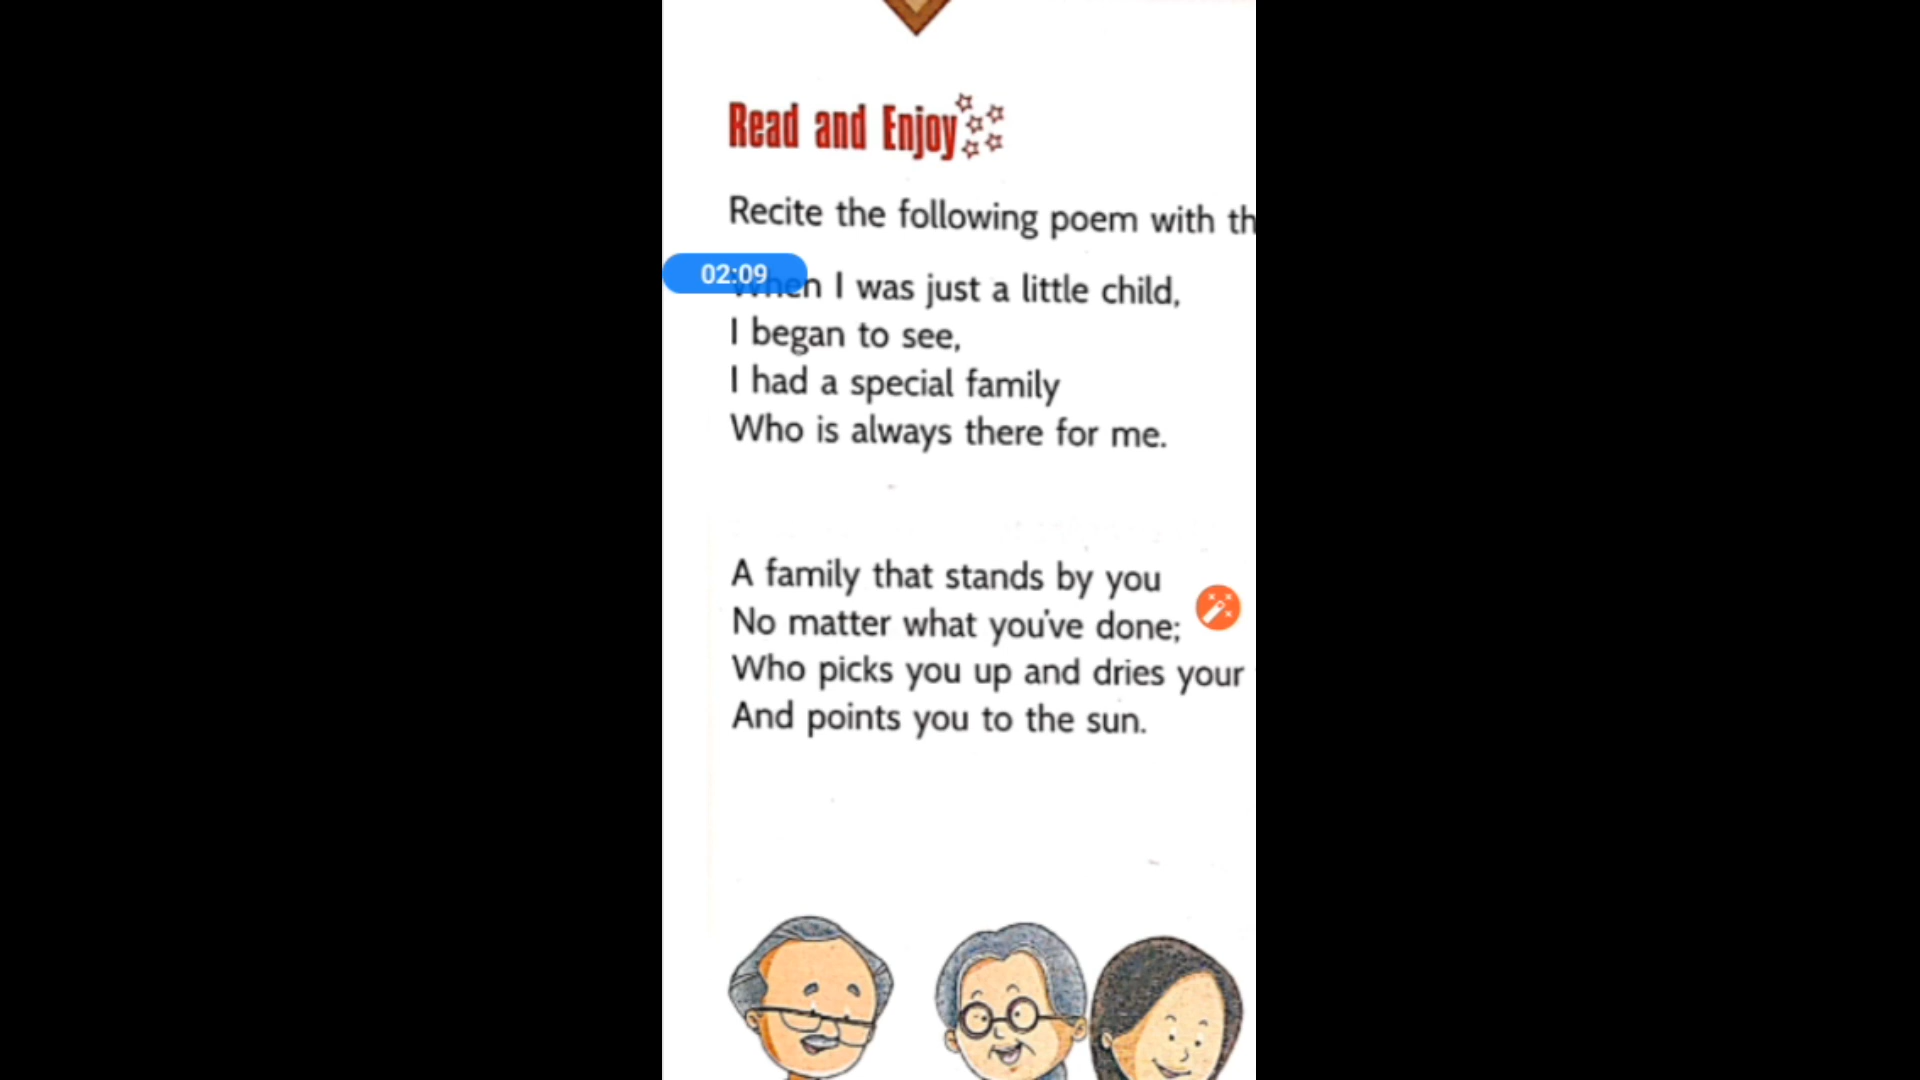 Read and Enjoy
Recite the following poem with th
02:09
When I was just a little child,
I began to see,
I had a special family
Who is always there for me.
A family that stands by you
No matter what you've done;
Who picks you up and dries your
And points you to the sun.